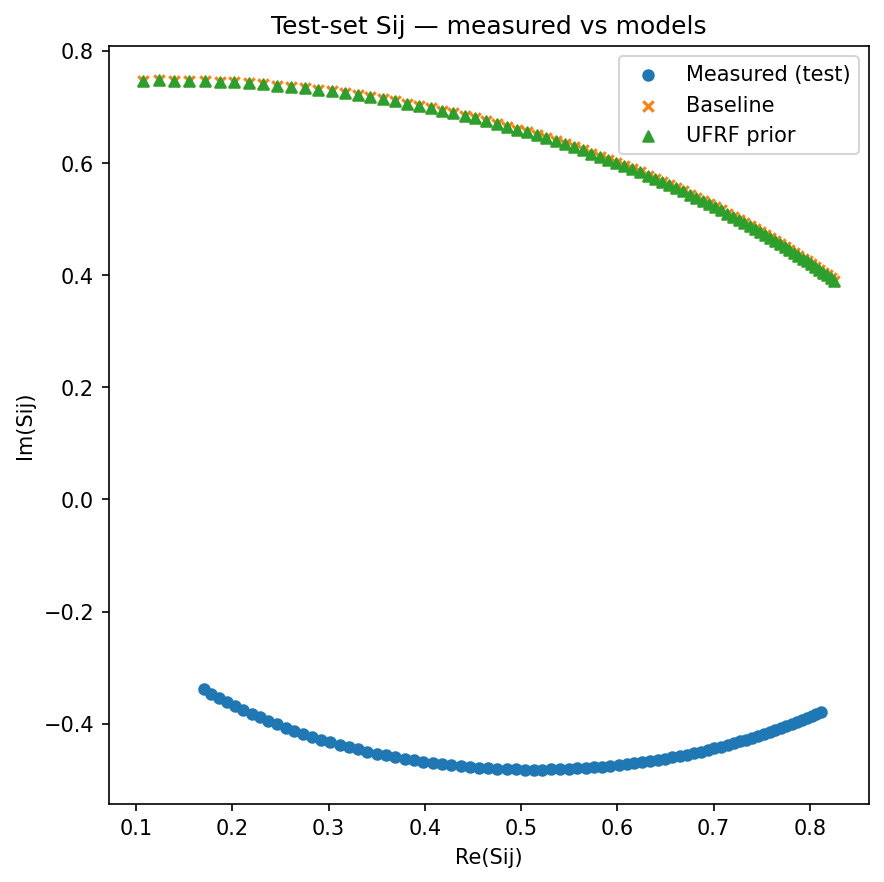 Test-set Sij — measured vs models
Measured (test)
Baseline
UFRF prior
0.8
0.6
0.4
0.2
0.0
−0.2
−0.4
Im(Sij)
0.1 0.2 0.3 0.4 0.5 0.6 0.7 0.8
Re(Sij)